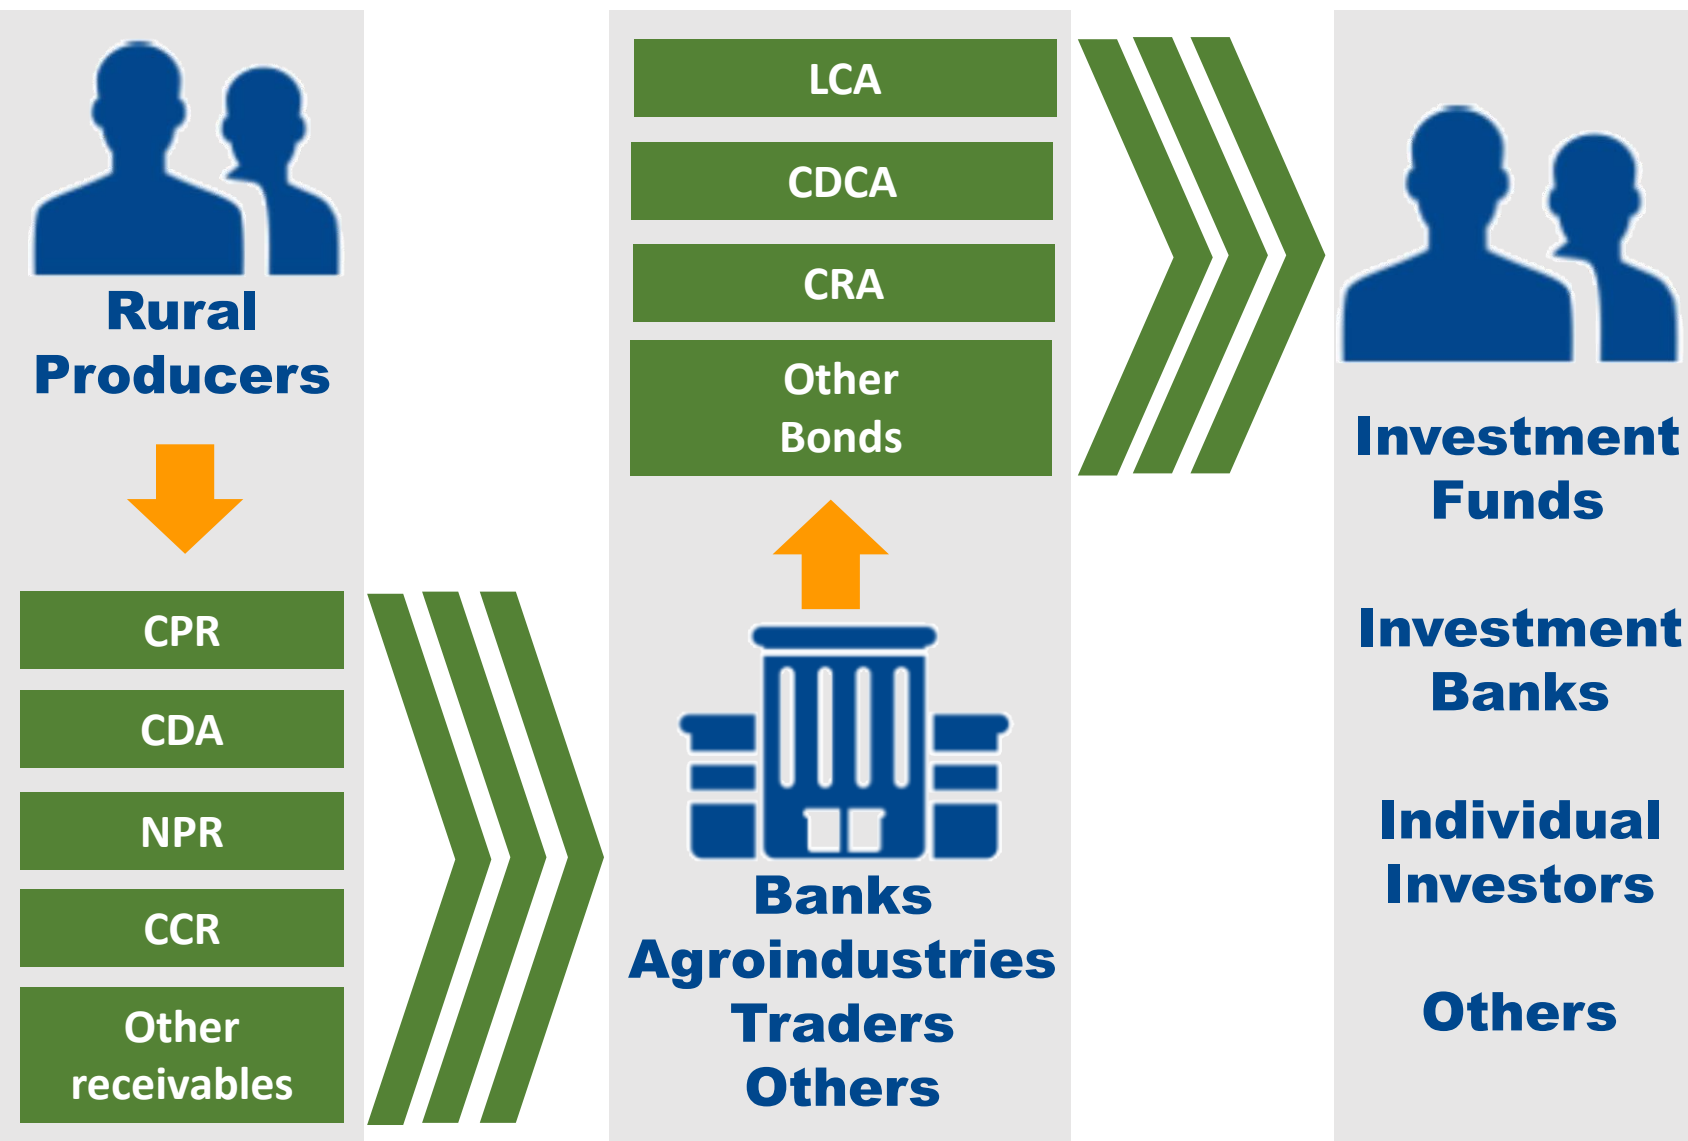 Rural
Producers
CPR
CDA
NPR
CCR
Other
receivables
LCA
CDCA
CRA
Other
Bonds
Banks
Agroindustries
Traders
Others
Investment
Funds
Investment
Banks
Individual
Investors
Others